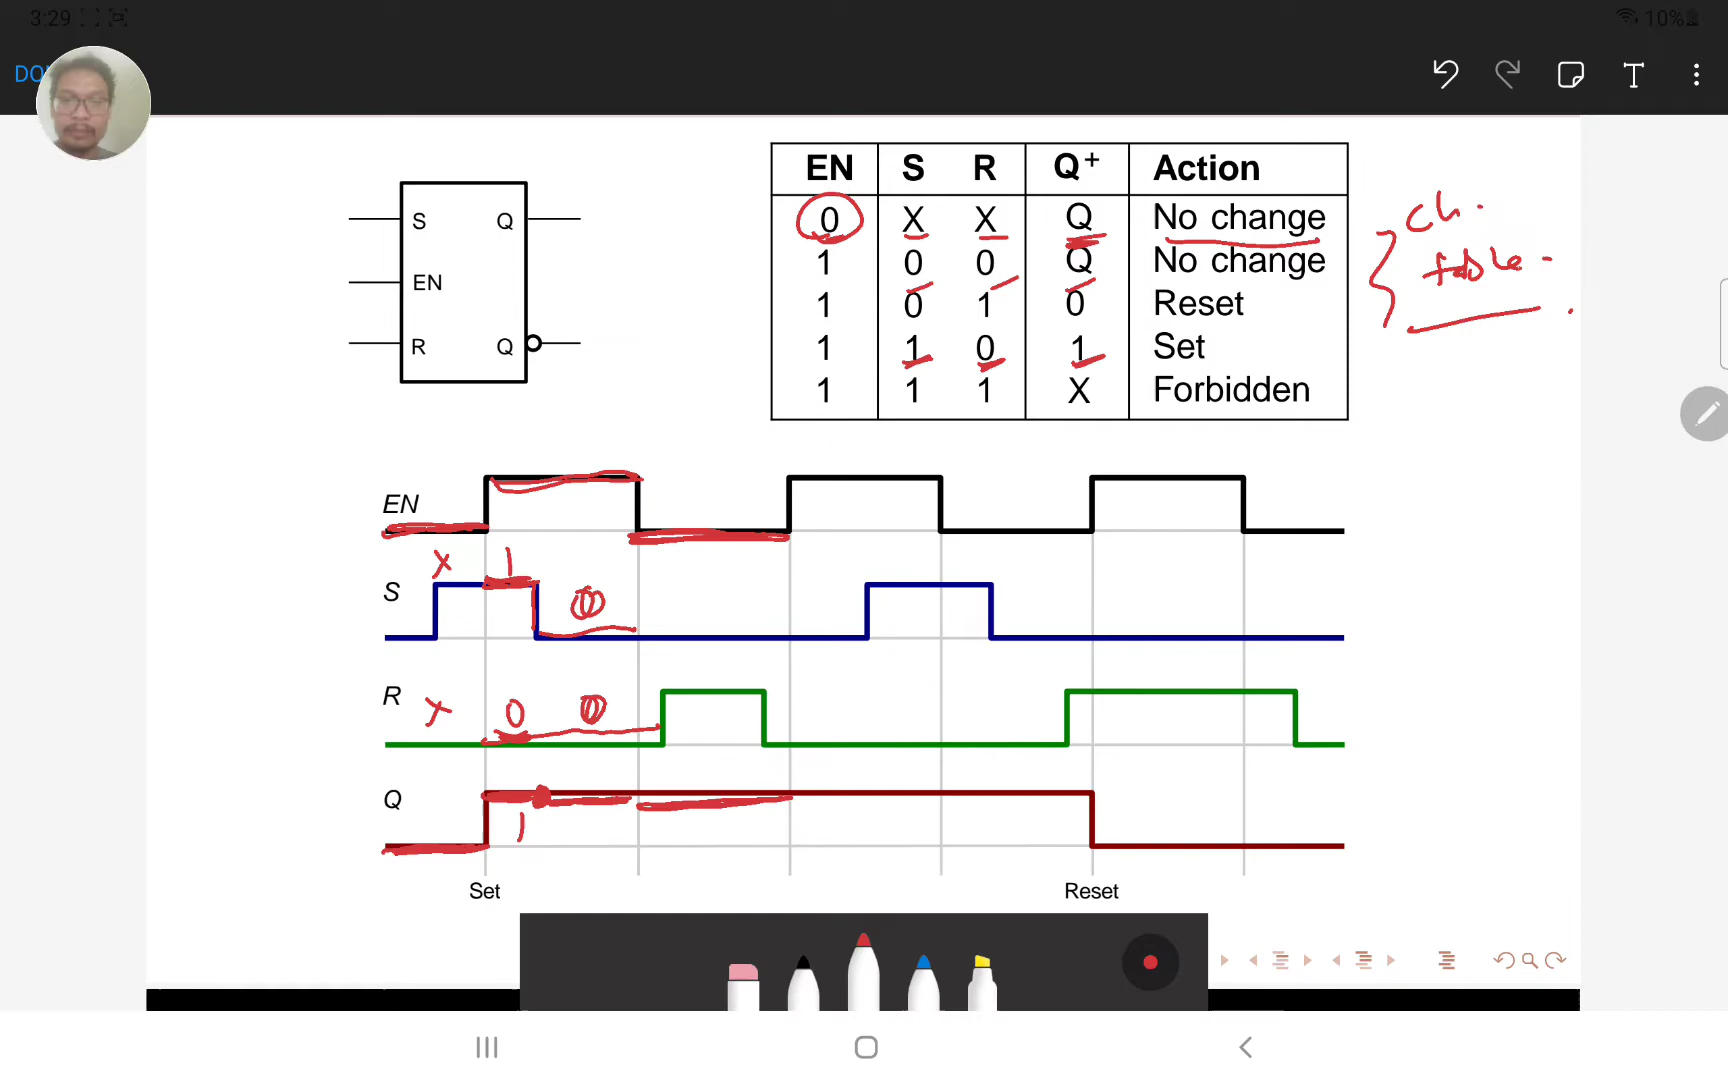 3:29
10%
DO
S Q
EN
R Q
EN S R Q+ Action
0 X X Q No change
1 0 0 Q No change
1 0 1 0 Reset
1 1 0 1 Set
1 1 1 X Forbidden
Ch.
table.
EN
X 1 0
S
R X 0 0
Q
1
Set Reset